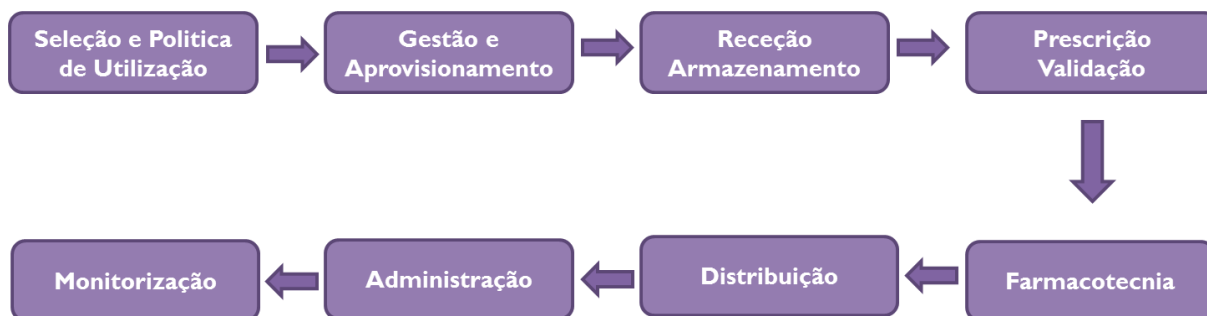 Seleção e Politica
de Utilização
Gestão e
Aprovisionamento
Receção
Armazenamento
Prescrição
Validação
Monitorização
Administração
Distribuição
Farmacotecnia